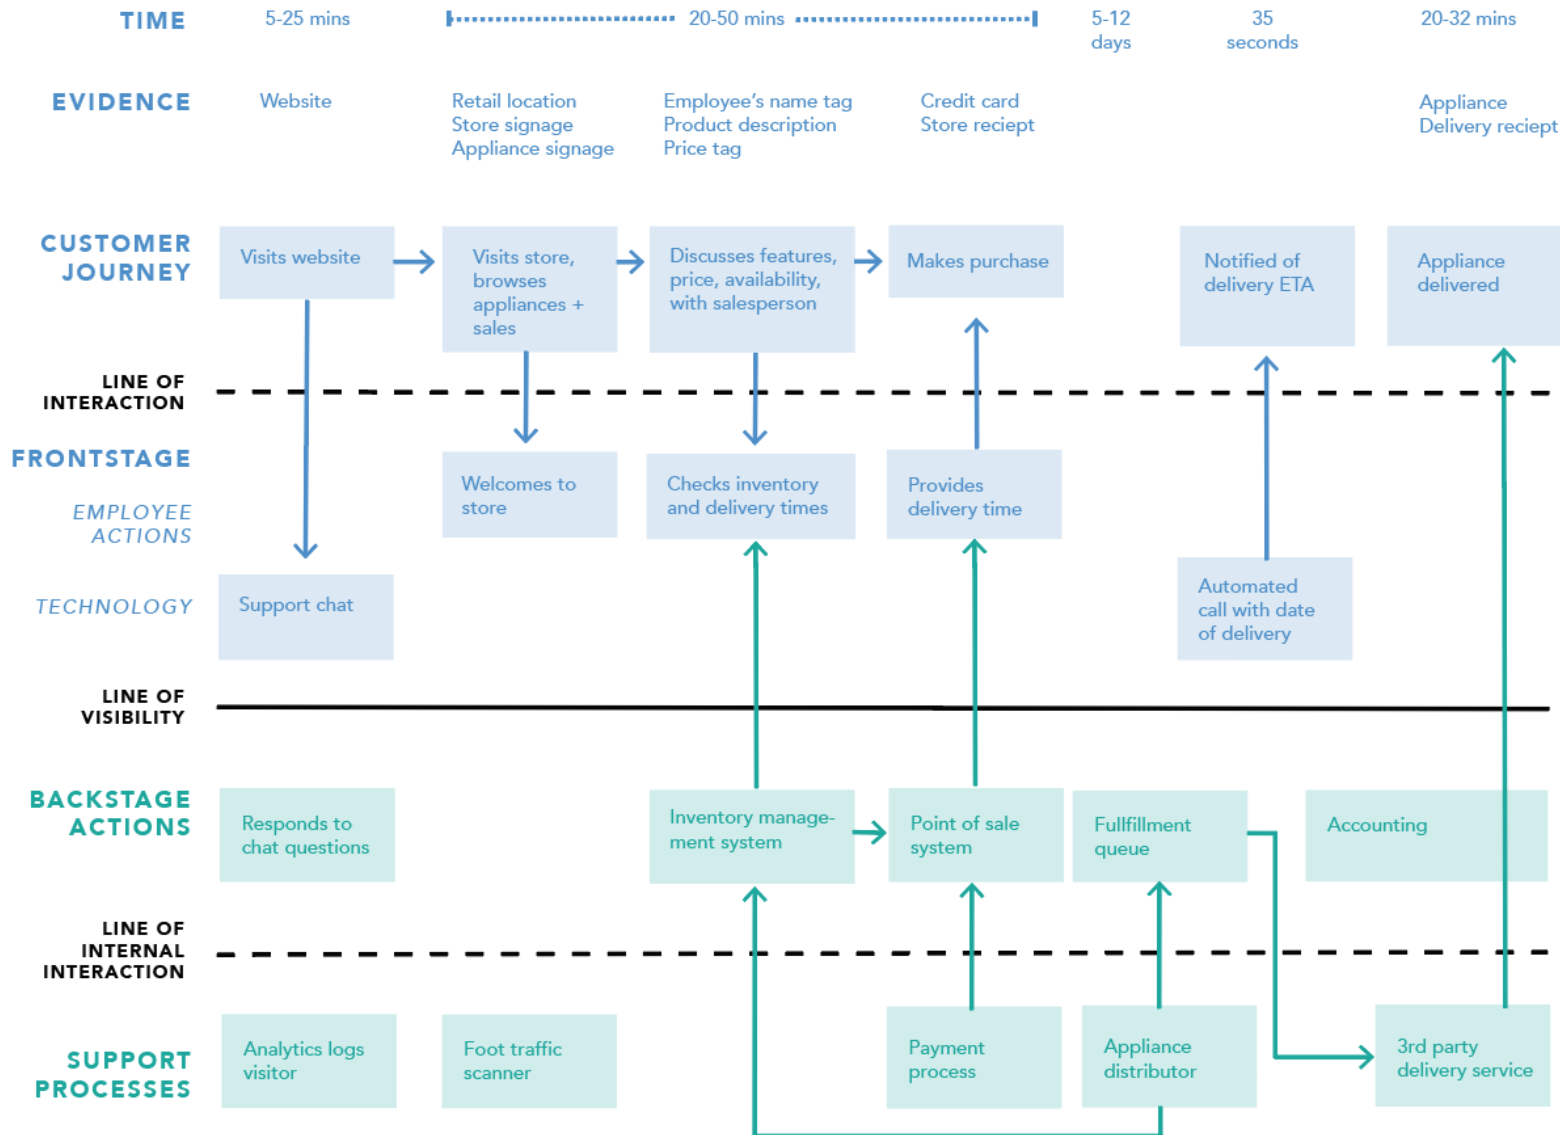 TIME
5-25 mins
20-50 mins
5-12
days
35
seconds
20-32 mins
EVIDENCE
Website
Retail location
Store signage
Appliance signage
Employee’s name tag
Product description
Price tag
Credit card
Store reciept
Appliance
Delivery reciept
CUSTOMER
JOURNEY
Visits website
Visits store,
browses
appliances +
sales
Discusses features,
price, availability,
with salesperson
Makes purchase
Notified of
delivery ETA
Appliance
delivered
LINE OF
INTERACTION
FRONTSTAGE
EMPLOYEE
ACTIONS
Welcomes to
store
Checks inventory
and delivery times
Provides
delivery time
TECHNOLOGY
Support chat
Automated
call with date
of delivery
LINE OF
VISIBILITY
BACKSTAGE
ACTIONS
Responds to
chat questions
Inventory manage-
ment system
Point of sale
system
Fullfillment
queue
Accounting
LINE OF
INTERNAL
INTERACTION
SUPPORT
PROCESSES
Analytics logs
visitor
Foot traffic
scanner
Payment
process
Appliance
distributor
3rd party
delivery service